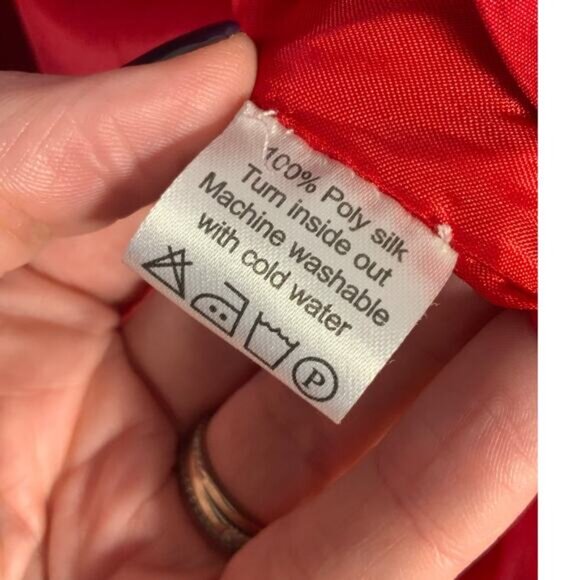 100% Poly silk
Turn inside out
Machine washable
with cold water
P